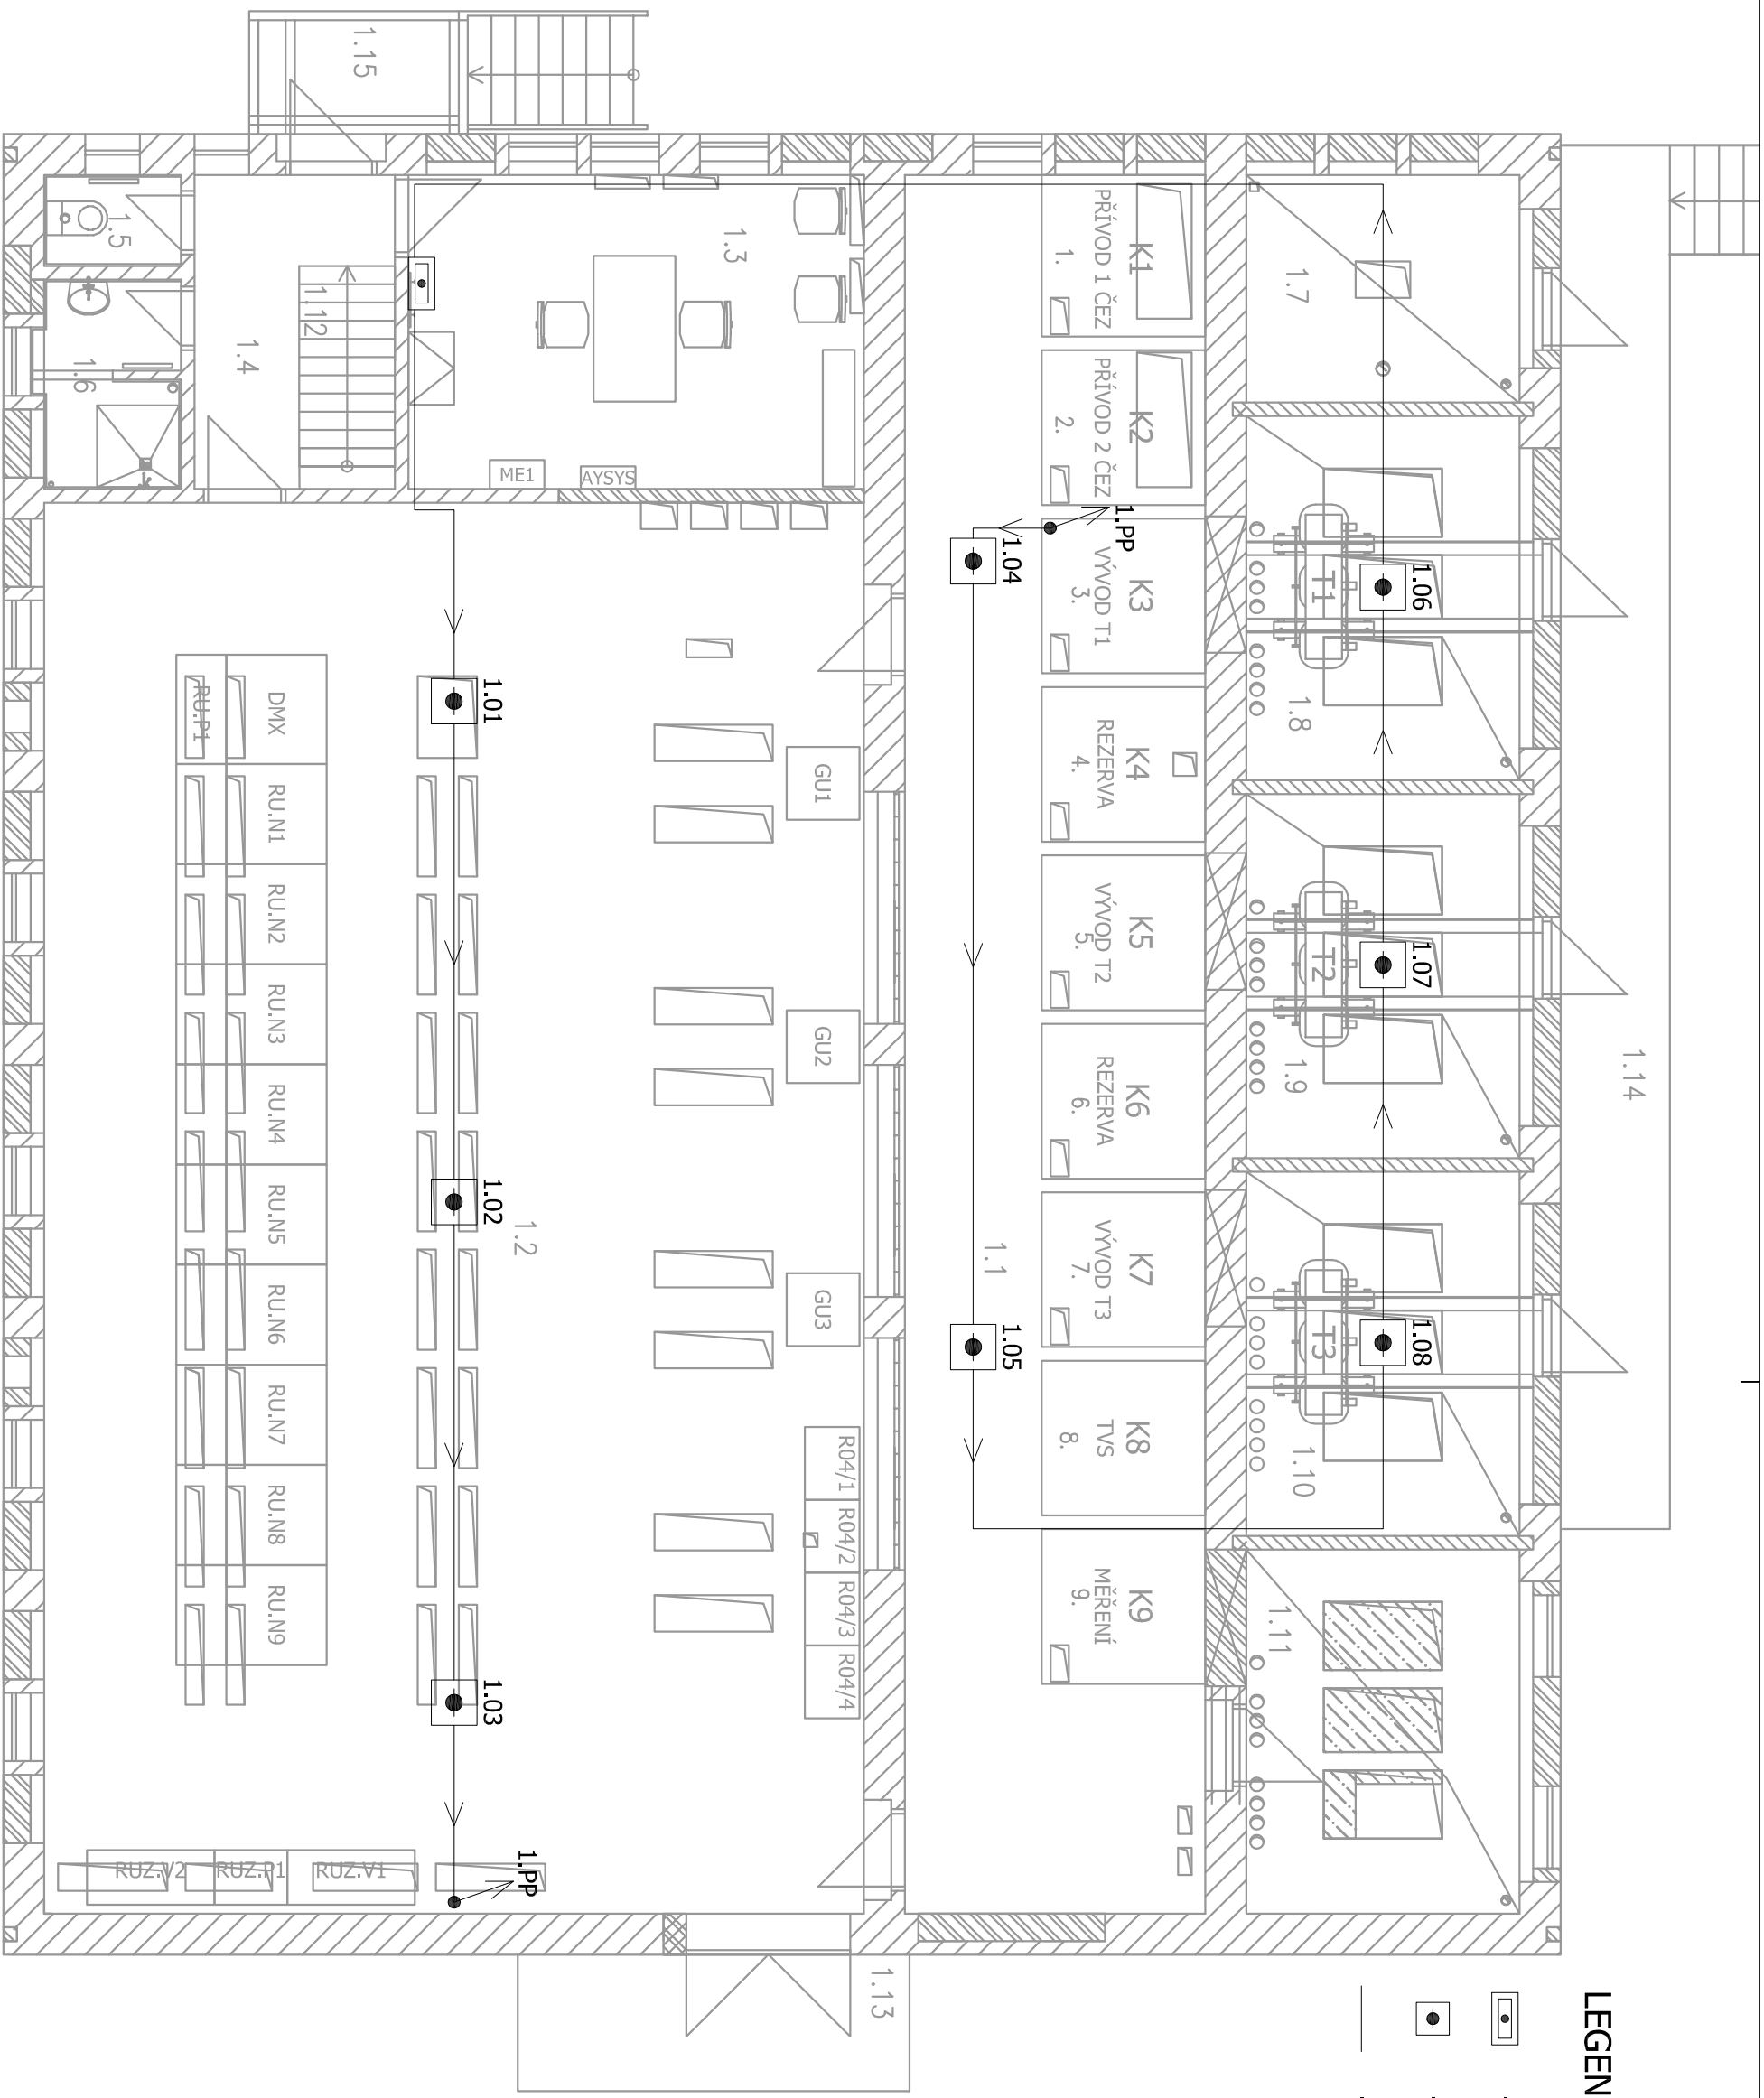 1.14
1.7
1.06
T1
1.8
1.07
T2
1.9
1.08
T3
1.10
1.11
K1
PŘÍVOD 1 ČEZ
1.
K2
PŘÍVOD 2 ČEZ
2.
K3
VÝVOD T1
3.
K4
REZERVA
4.
K5
VÝVOD T2
5.
K6
REZERVA
6.
K7
VÝVOD T3
7.
K8
TVS
8.
K9
MĚŘENÍ
9.
1.PP
1.04
1.1
1.05
1.3
ME1
AYSYS
GU1
GU2
GU3
R04/1
R04/2
R04/3
R04/4
1.01
1.02
1.2
1.03
1.PP
1.15
1.12
1.4
1.5
1.6
DMX
RU.P1
RU.N1
RU.N2
RU.N3
RU.N4
RU.N5
RU.N6
RU.N7
RU.N8
RU.N9
RUZ.V2
RUZ.P1
RUZ.V1
1.13
LEGEN